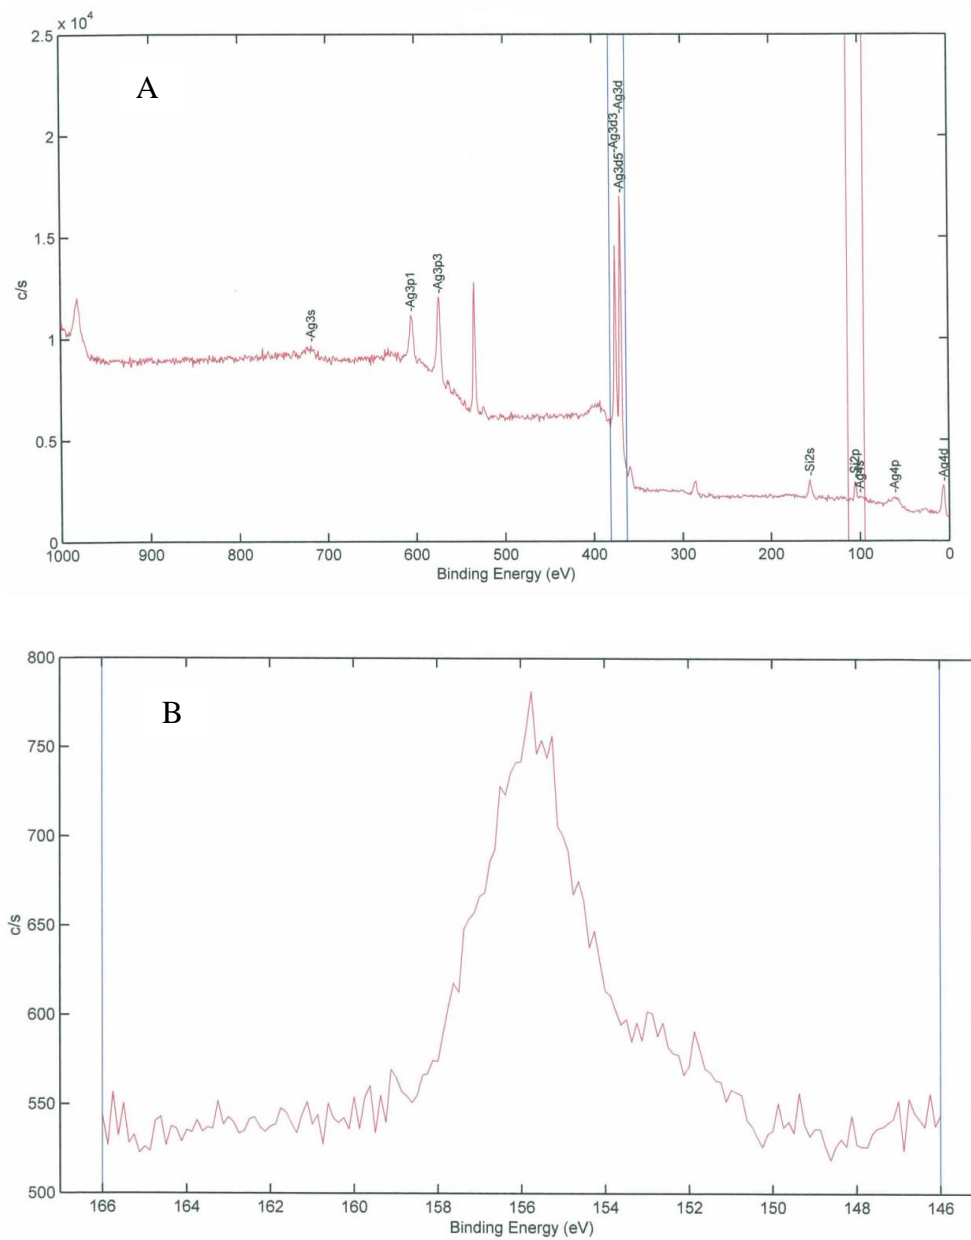 x 10⁴
2.5
A
2
1.5
1
0.5
0
c/s
-Ag3s
-Ag3p1
-Ag3p3
-Ag3d3
-Ag3d5
-Ag3d
-Si2s
-Si2p
-Ag4s
-Ag4p
-Ag4d
1000 900 800 700 600 500 400 300 200 100 0
Binding Energy (eV)
800
B
750
700
650
600
550
500
c/s
166 164 162 160 158 156 154 152 150 148 146
Binding Energy (eV)